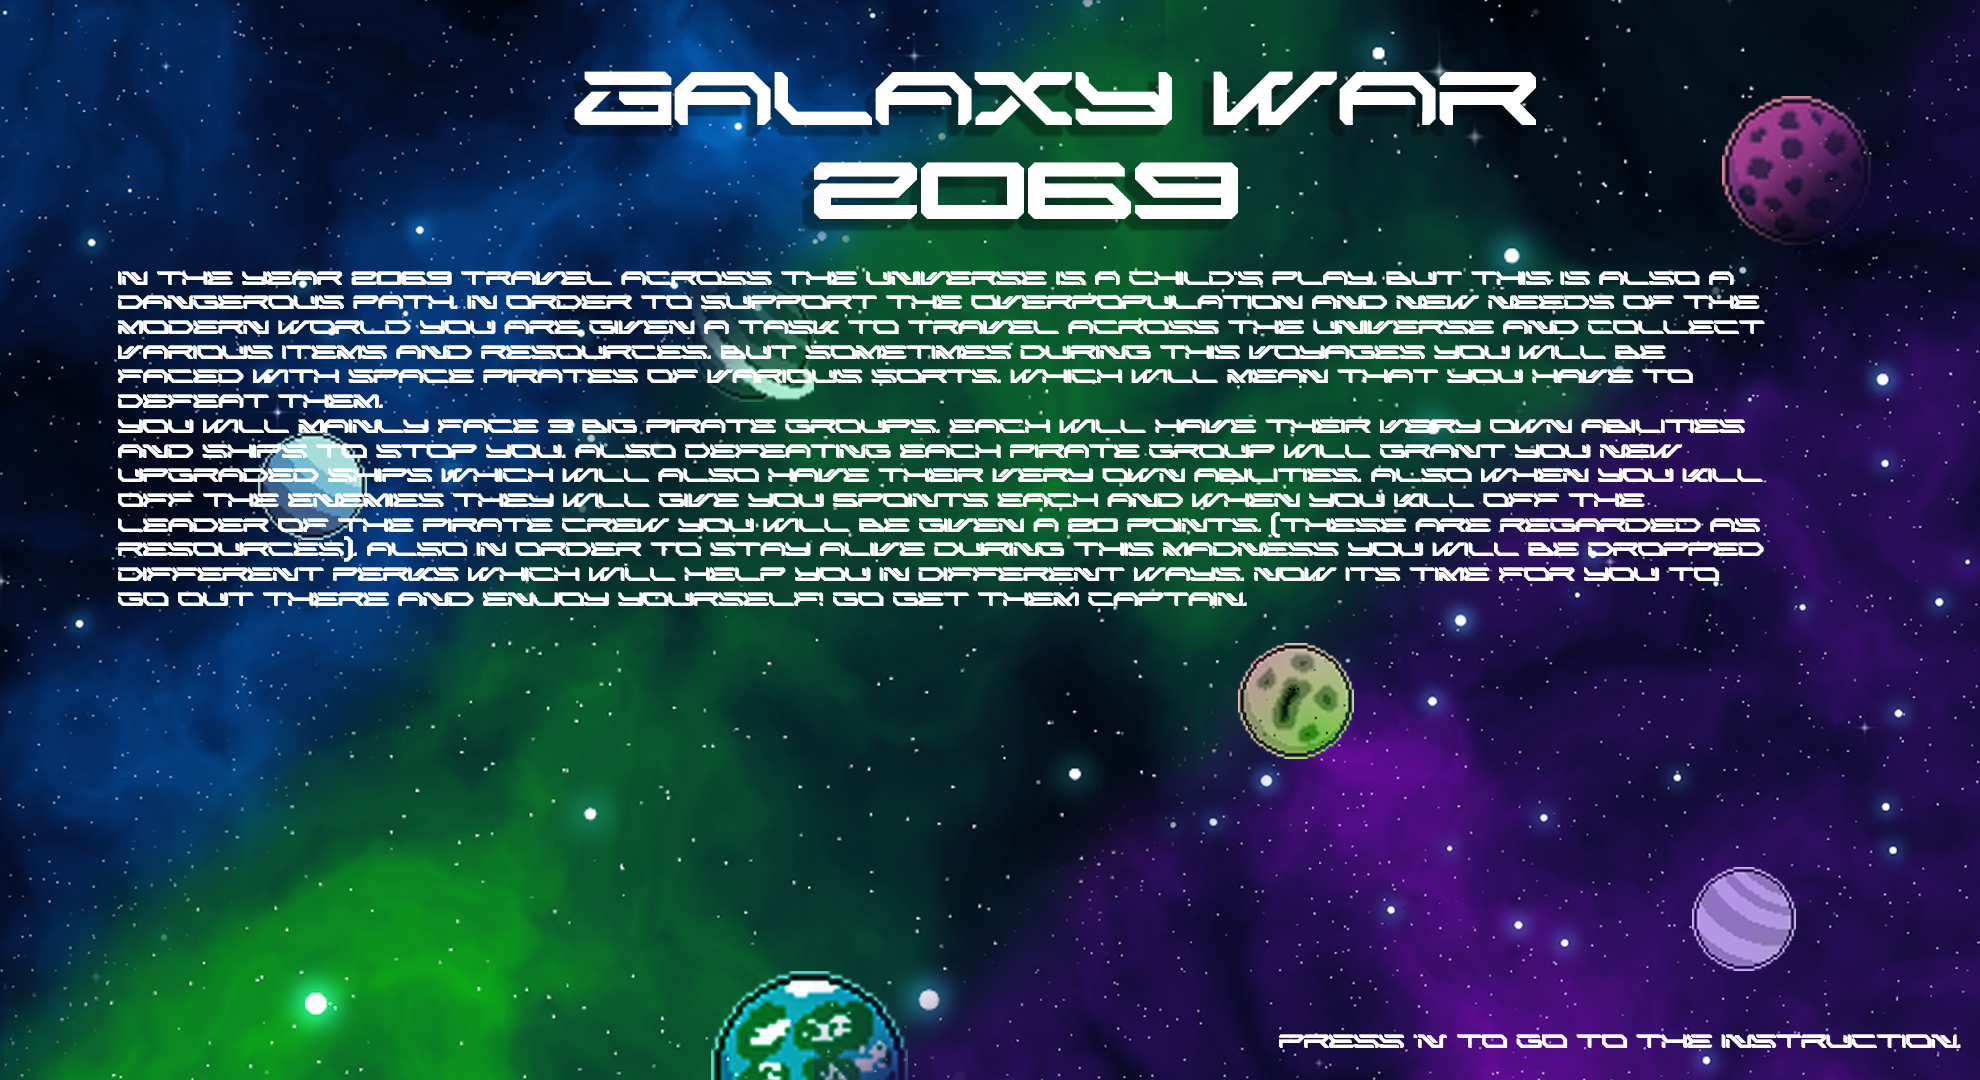 GALAXY WAR
2069
IN THE YEAR 2069 TRAVEL ACROSS THE UNIVERSE IS A CHILD'S PLAY. BUT THIS IS ALSO A
DANGEROUS PATH. IN ORDER TO SUPPORT THE OVERPOPULATION AND NEW NEEDS OF THE
MODERN WORLD YOU ARE GIVEN A TASK TO TRAVEL ACROSS THE UNIVERSE AND COLLECT
VARIOUS ITEMS AND RESOURCES. BUT SOMETIMES DURING THIS VOYAGES YOU WILL BE
FACED WITH SPACE PIRATES OF VARIOUS SORTS. WHICH WILL MEAN THAT YOU HAVE TO
DEFEAT THEM.
YOU WILL MAINLY FACE 3 BIG PIRATE GROUPS. EACH WILL HAVE THEIR VERY OWN ABILITIES
AND SHIPS TO STOP YOU. ALSO DEFEATING EACH PIRATE GROUP WILL GRANT YOU NEW
UPGRADED SHIPS WHICH WILL ALSO HAVE THEIR VERY OWN ABILITIES. ALSO WHEN YOU KILL
OFF THE ENEMIES THEY WILL GIVE YOU 5POINTS EACH AND WHEN YOU KILL OFF THE
LEADER OF THE PIRATE CREW YOU WILL BE GIVEN A 20 POINTS. (THESE ARE REGARDED AS
RESOURCES). ALSO IN ORDER TO STAY ALIVE DURING THIS MADNESS YOU WILL BE DROPPED
DIFFERENT PERKS WHICH WILL HELP YOU IN DIFFERENT WAYS. NOW ITS TIME FOR YOU TO
GO OUT THERE AND ENJOY YOURSELF! GO GET THEM CAPTAIN.
PRESS 'N' TO GO TO THE INSTRUCTION.